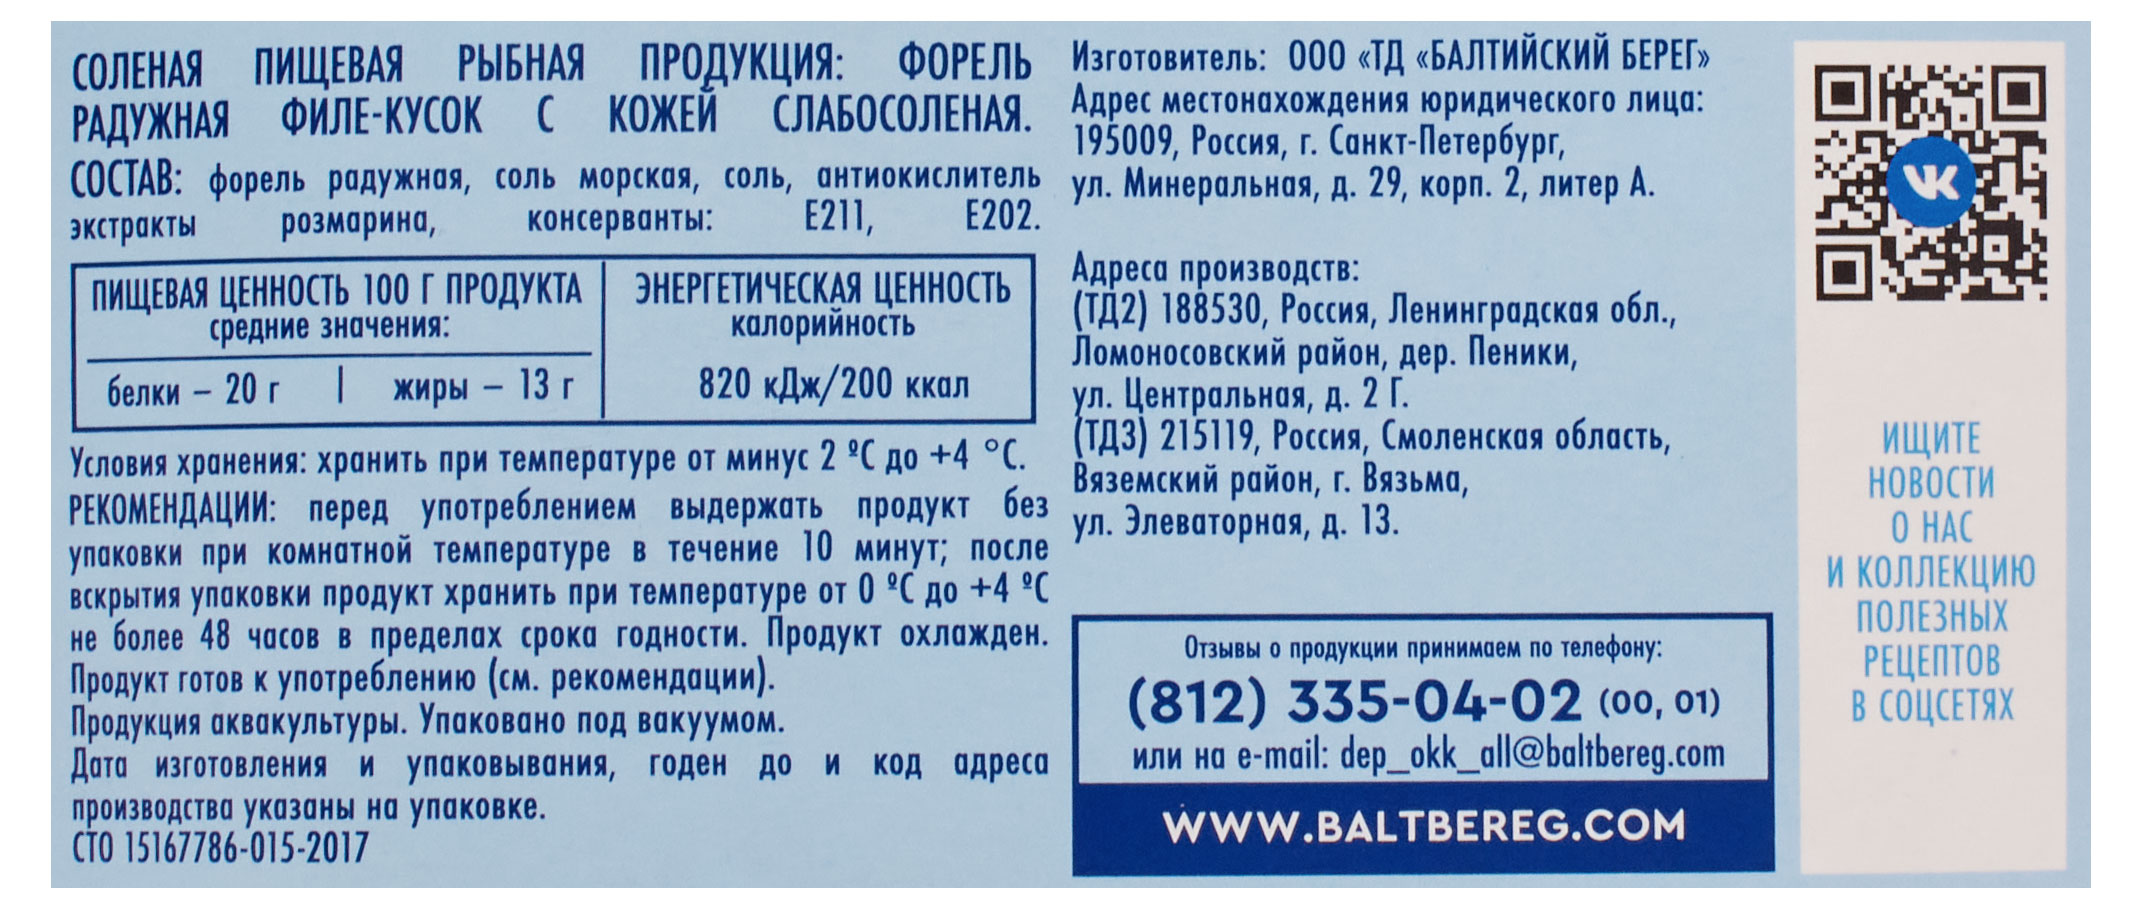 СОЛЕНАЯ ПИЩЕВАЯ РЫБНАЯ ПРОДУКЦИЯ: ФОРЕЛЬ
РАДУЖНАЯ ФИЛЕ-КУСОК С КОЖЕЙ СЛАБОСОЛЕНАЯ.
СОСТАВ: форель радужная, соль морская, соль, антиокислитель
экстракты розмарина, консерванты: Е211, Е202.
ПИЩЕВАЯ ЦЕННОСТЬ 100 Г ПРОДУКТА
средние значения:
белки – 20 г | жиры – 13 г
ЭНЕРГЕТИЧЕСКАЯ ЦЕННОСТЬ
калорийность
820 кДж/200 ккал
Условия хранения: хранить при температуре от минус 2 ºС до +4 °С.
РЕКОМЕНДАЦИИ: перед употреблением выдержать продукт без
упаковки при комнатной температуре в течение 10 минут; после
вскрытия упаковки продукт хранить при температуре от 0 ºС до +4 ºС
не более 48 часов в пределах срока годности. Продукт охлажден.
Продукт готов к употреблению (см. рекомендации).
Продукция аквакультуры. Упаковано под вакуумом.
Дата изготовления и упаковывания, годен до и код адреса
производства указаны на упаковке.
СТО 15167786-015-2017
Изготовитель: ООО «ТД «БАЛТИЙСКИЙ БЕРЕГ»
Адрес местонахождения юридического лица:
195009, Россия, г. Санкт-Петербург,
ул. Минеральная, д. 29, корп. 2, литер А.
Адреса производств:
(ТД2) 188530, Россия, Ленинградская обл.,
Ломоносовский район, дер. Пеники,
ул. Центральная, д. 2 Г.
(ТД3) 215119, Россия, Смоленская область,
Вяземский район, г. Вязьма,
ул. Элеваторная, д. 13.
Отзывы о продукции принимаем по телефону:
(812) 335-04-02 (00, 01)
или на e-mail: dep_okk_all@baltbereg.com
WWW.BALTBEREG.COM
VK
ИЩИТЕ
НОВОСТИ
О НАС
И КОЛЛЕКЦИЮ
ПОЛЕЗНЫХ
РЕЦЕПТОВ
В СОЦСЕТЯХ